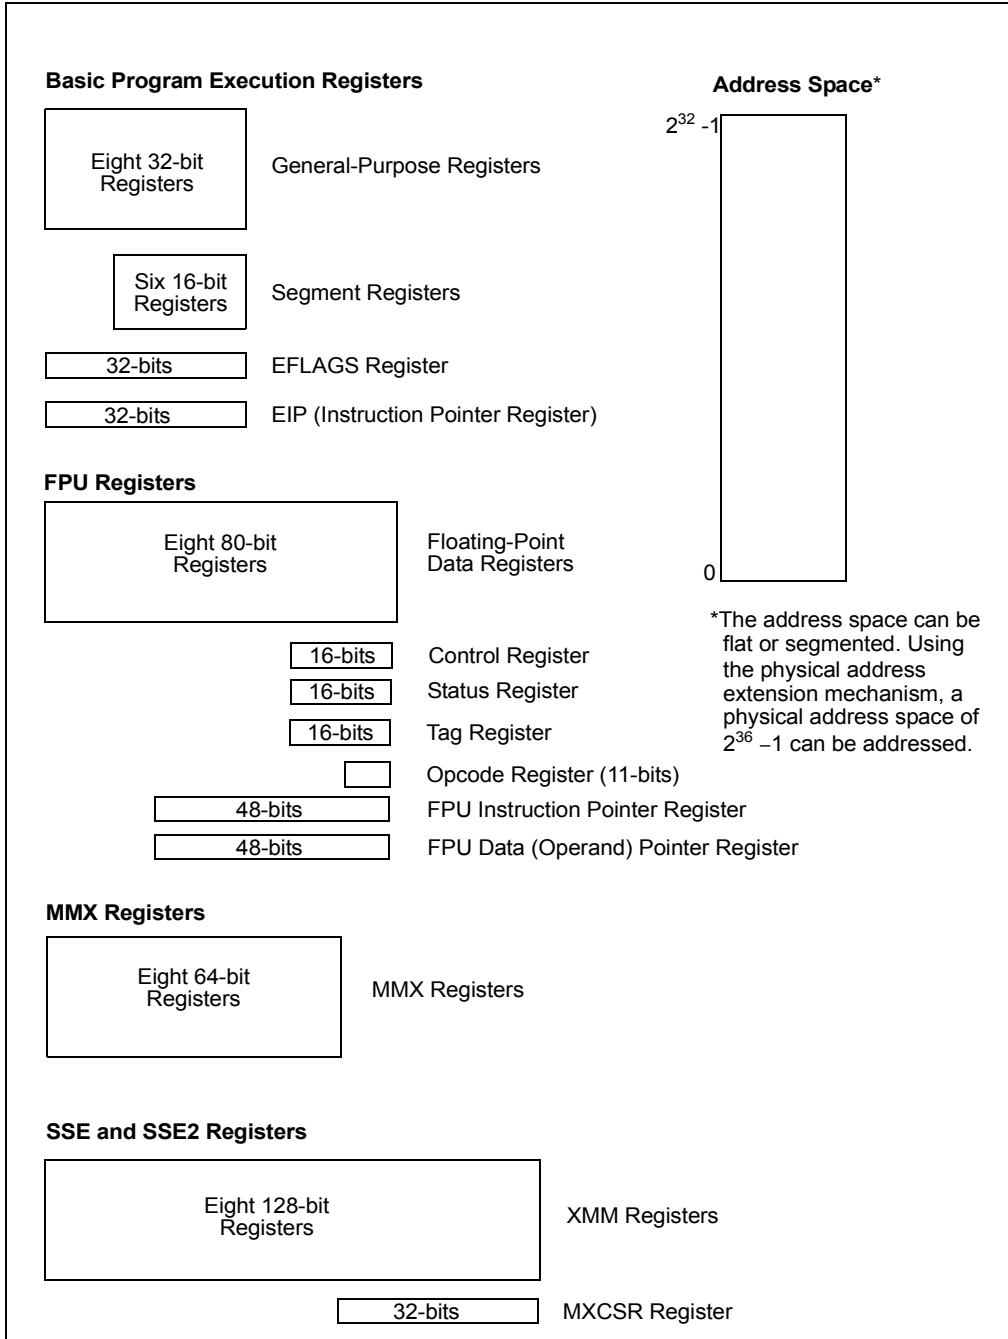 Basic Program Execution Registers
Eight 32-bit
Registers
General-Purpose Registers
Six 16-bit
Registers
Segment Registers
32-bits
EFLAGS Register
32-bits
EIP (Instruction Pointer Register)
Address Space*
2³² -1
0
*The address space can be
flat or segmented. Using
the physical address
extension mechanism, a
physical address space of
2³⁶ –1 can be addressed.
FPU Registers
Eight 80-bit
Registers
Floating-Point
Data Registers
16-bits
Control Register
16-bits
Status Register
16-bits
Tag Register
Opcode Register (11-bits)
48-bits
FPU Instruction Pointer Register
48-bits
FPU Data (Operand) Pointer Register
MMX Registers
Eight 64-bit
Registers
MMX Registers
SSE and SSE2 Registers
Eight 128-bit
Registers
XMM Registers
32-bits
MXCSR Register